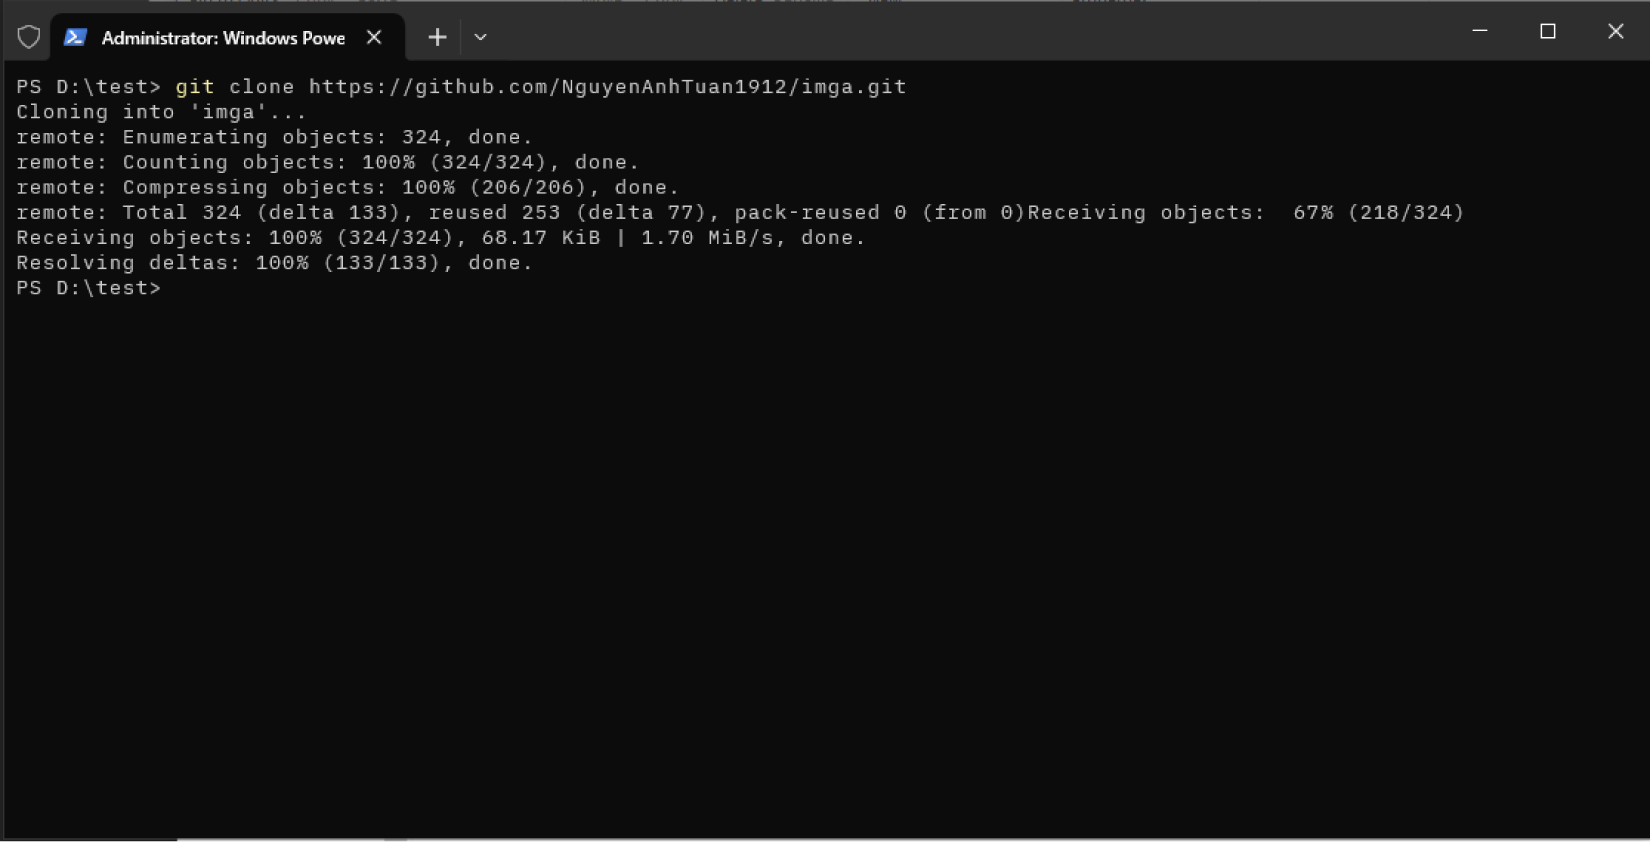 Administrator: Windows Powe
PS D:\test> git clone https://github.com/NguyenAnhTuan1912/imga.git
Cloning into 'imga'...
remote: Enumerating objects: 324, done.
remote: Counting objects: 100% (324/324), done.
remote: Compressing objects: 100% (206/206), done.
remote: Total 324 (delta 133), reused 253 (delta 77), pack-reused 0 (from 0)Receiving objects:  67% (218/324)
Receiving objects: 100% (324/324), 68.17 KiB | 1.70 MiB/s, done.
Resolving deltas: 100% (133/133), done.
PS D:\test>